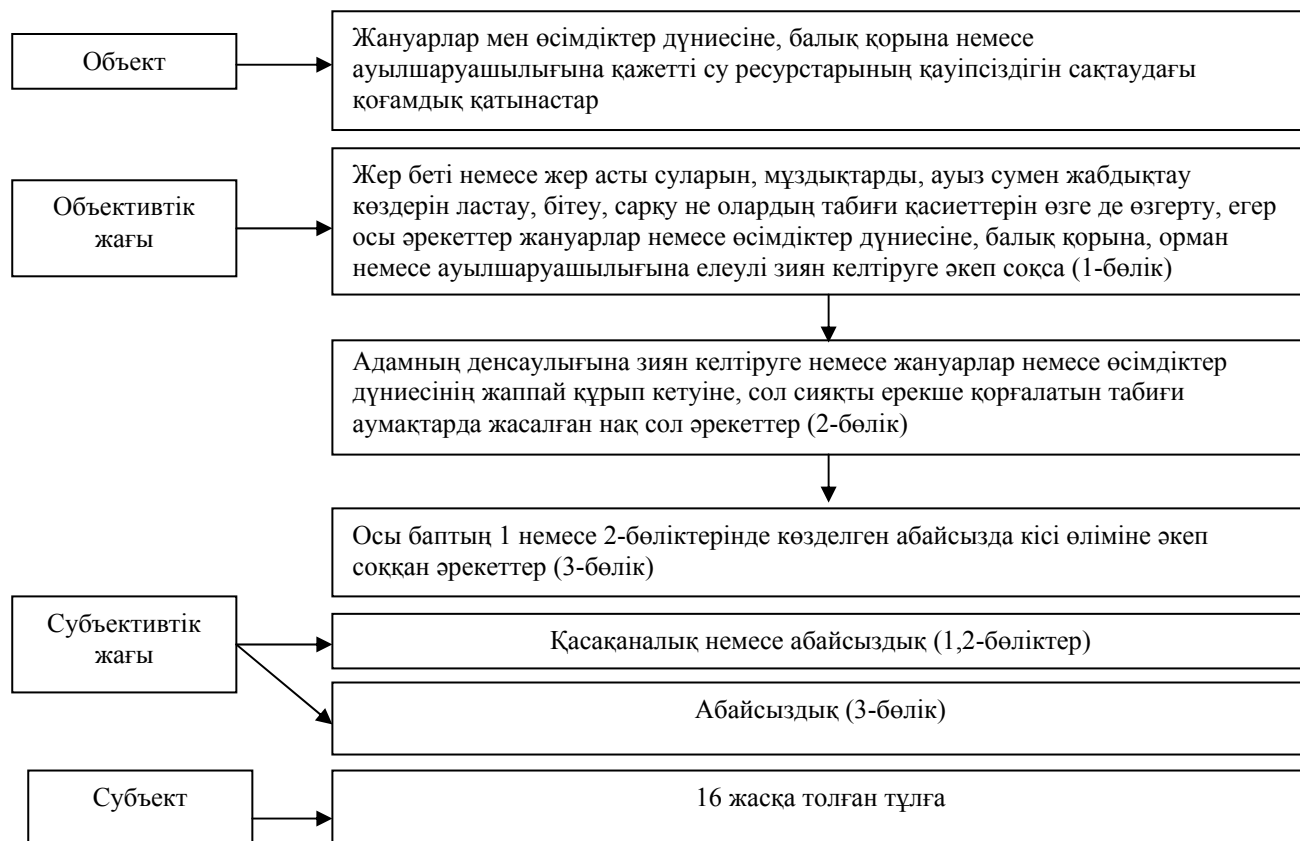 Объект
Жануарлар мен өсімдіктер дүниесіне, балық қорына немесе
ауылшаруашылығына қажетті су ресурстарының қауіпсіздігін сақтаудағы
қоғамдық қатынастар
Объективтік
жағы
Жер беті немесе жер асты суларын, мұздықтарды, ауыз сумен жабдықтау
көздерін ластау, бітеу, сарқу не олардың табиғи қасиеттерін өзге де өзгерту, егер
осы әрекеттер жануарлар немесе өсімдіктер дүниесіне, балық қорына, орман
немесе ауылшаруашылығына елеулі зиян келтіруге әкеп соқса (1-бөлік)
Адамның денсаулығына зиян келтіруге немесе жануарлар немесе өсімдіктер
дүниесінің жаппай құрып кетуіне, сол сияқты ерекше қорғалатын табиғи
аумақтарда жасалған нақ сол әрекеттер (2-бөлік)
Осы баптың 1 немесе 2-бөліктерінде көзделген абайсызда кісі өліміне әкеп
соққан әрекеттер (3-бөлік)
Субъективтік
жағы
Қасақаналық немесе абайсыздық (1,2-бөліктер)
Абайсыздық (3-бөлік)
Субъект
16 жасқа толған тұлға